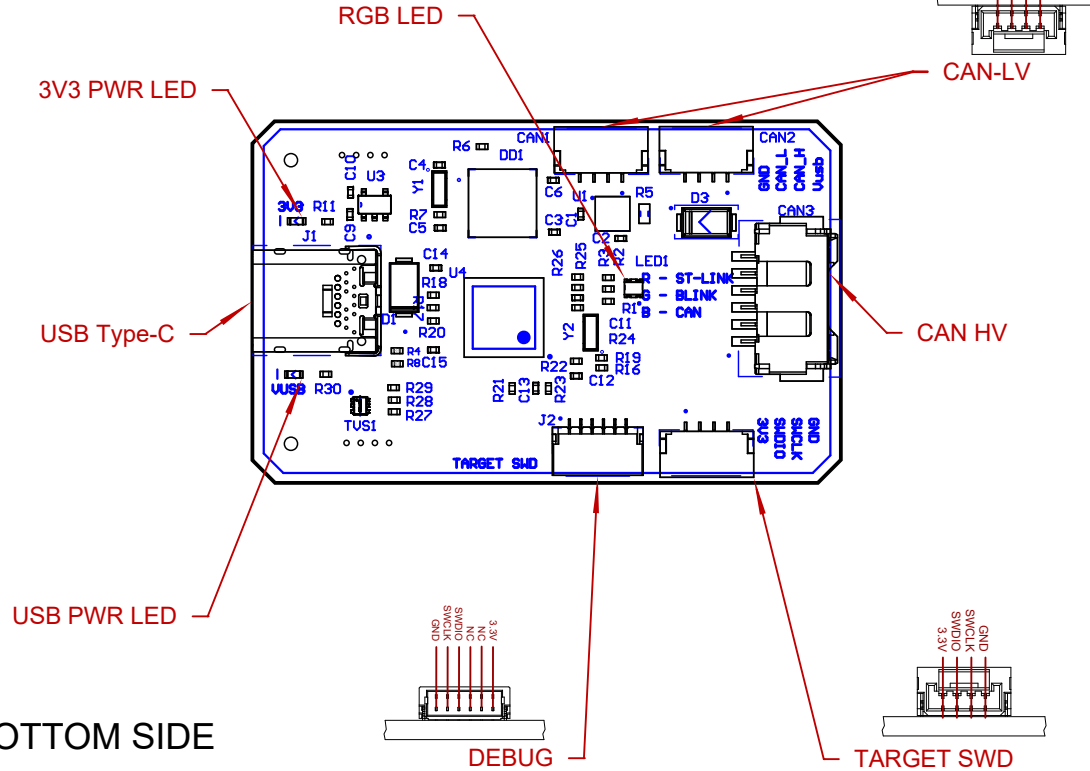 RGB LED
CAN-LV
3V3 PWR LED
CAN1
CAN2
R6
DD1
C10
U3
C4
Y1
C6
U1
R5
D3
GND
CAN_L
CAN_H
Vusb
3V3
R11
R7
C5
C3
C1
C2
CAN3
J1
C9
C14
U4
R18
R26
R25
R3
R2
LED1
R - ST-LINK
G - BLINK
B - CAN
R1
USB Type-C
CAN HV
D1
R17
R20
Y2
C11
R24
R4
R8
C15
R22
R19
R16
C12
VUSB
R30
R29
R28
R27
R21
C13
R23
TVS1
J2
3V3
SWDIO
SWCLK
GND
TARGET SWD
USB PWR LED
GND
SWCLK
SWDIO
NC
NC
3.3V
3.3V
SWDIO
SWCLK
GND
OTTOM SIDE
DEBUG
TARGET SWD